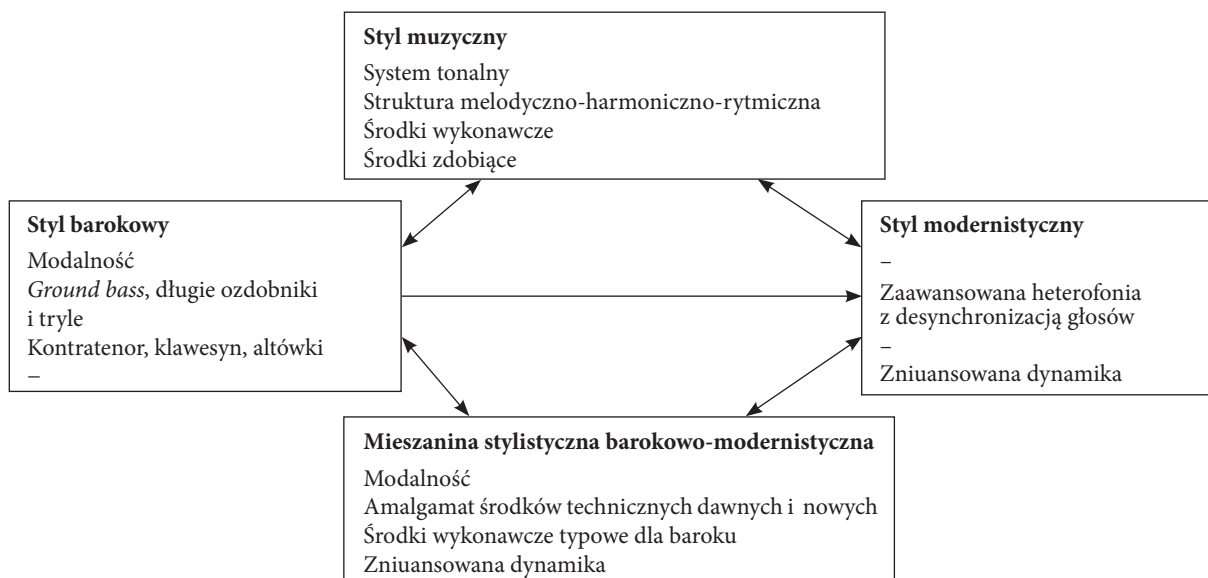 Styl muzyczny
System tonalny
Struktura melodyczno-harmoniczno-rytmiczna
Środki wykonawcze
Środki zdobiące
Styl barokowy
Modalność
Ground bass, długie ozdobniki
i tryle
Kontratenor, klawesyn, altówki
–
Styl modernistyczny
–
Zaawansowana heterofonia
z desynchronizacją głosów
–
Zniuansowana dynamika
Mieszanina stylistyczna barokowo-modernistyczna
Modalność
Amalgamat środków technicznych dawnych i nowych
Środki wykonawcze typowe dla baroku
Zniuansowana dynamika